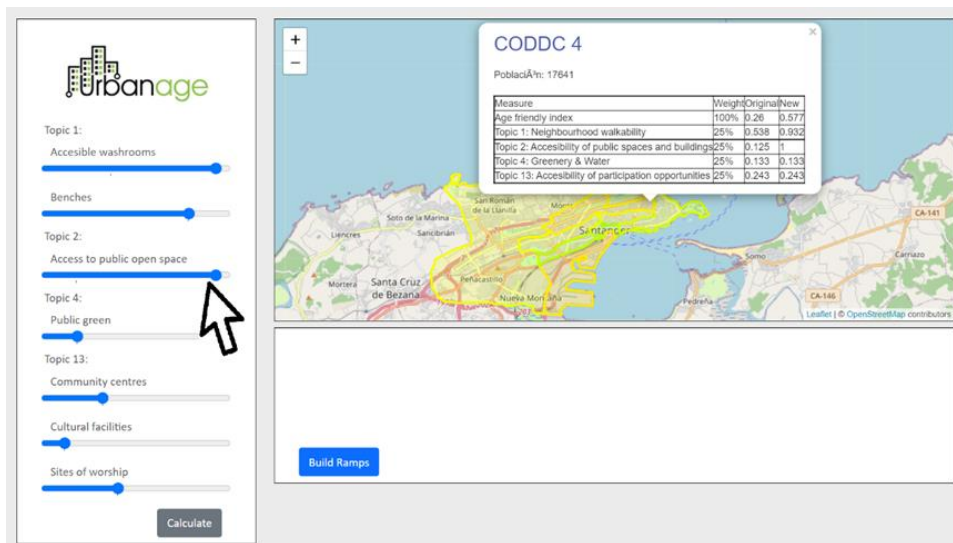 Urbanage
Topic 1:
Accesible washrooms
Benches
Topic 2:
Access to public open space
Topic 4:
Public green
Topic 13:
Community centres
Cultural facilities
Sites of worship
Calculate
+
−
CODDC 4
×
PoblaciÃ³n: 17641
Measure Weight Original New
Age friendly index 100% 0.26 0.577
Topic 1: Neighbourhood walkability 25% 0.538 0.932
Topic 2: Accesibility of public spaces and buildings 25% 0.125 1
Topic 4: Greenery & Water 25% 0.133 0.133
Topic 13: Accesibility of participation opportunities 25% 0.243 0.243
San Román
de la Llanilla
Soto de la Marina
Liencres
Sancibrián
Santander
CA-141
Somo
Carriazo
Mortera
Santa Cruz
de Bezana
Peñacastillo
Nueva Montaña
Pedreña
CA-146
Leaflet | © OpenStreetMap contributors
Build Ramps